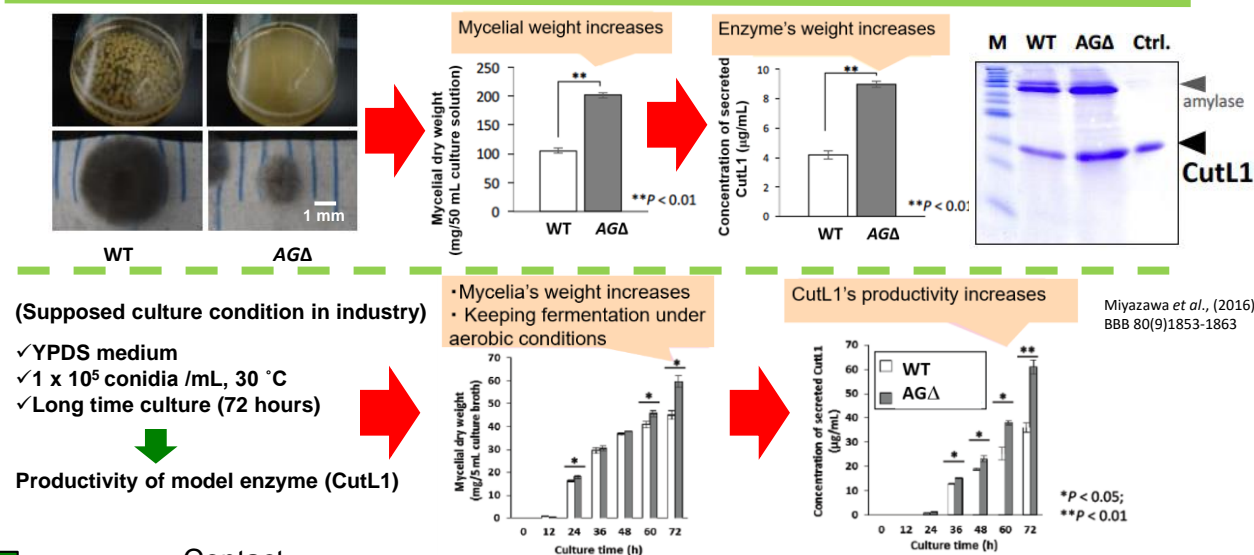 Mycelial weight increases
Enzyme's weight increases
M WT AGΔ Ctrl.
amylase
CutL1
1 mm
WT
AGΔ
Mycelial dry weight
(mg/50 mL culture solution)
250
200
150
100
50
0
**
**P < 0.01
WT AGΔ
Concentration of secreted
CutL1 (μg/mL)
10
8
6
4
2
0
**
**P < 0.01
WT AGΔ
(Supposed culture condition in industry)
✓YPDS medium
✓1 x 10⁵ conidia /mL, 30 ˚C
✓Long time culture (72 hours)
Productivity of model enzyme (CutL1)
・Mycelia's weight increases
・ Keeping fermentation under
aerobic conditions
Mycelial dry weight
(mg/5 mL culture broth)
70
60
50
40
30
20
10
0
*
*
*
0 12 24 36 48 60 72
Culture time (h)
CutL1's productivity increases
Concentration of secreted CutL1
(μg/mL)
70
60
50
40
30
20
10
0
WT
AGΔ
*
*
*
**
0 12 24 36 48 60 72
Culture time (h)
*P < 0.05;
**P < 0.01
Miyazawa et al., (2016)
BBB 80(9)1853-1863